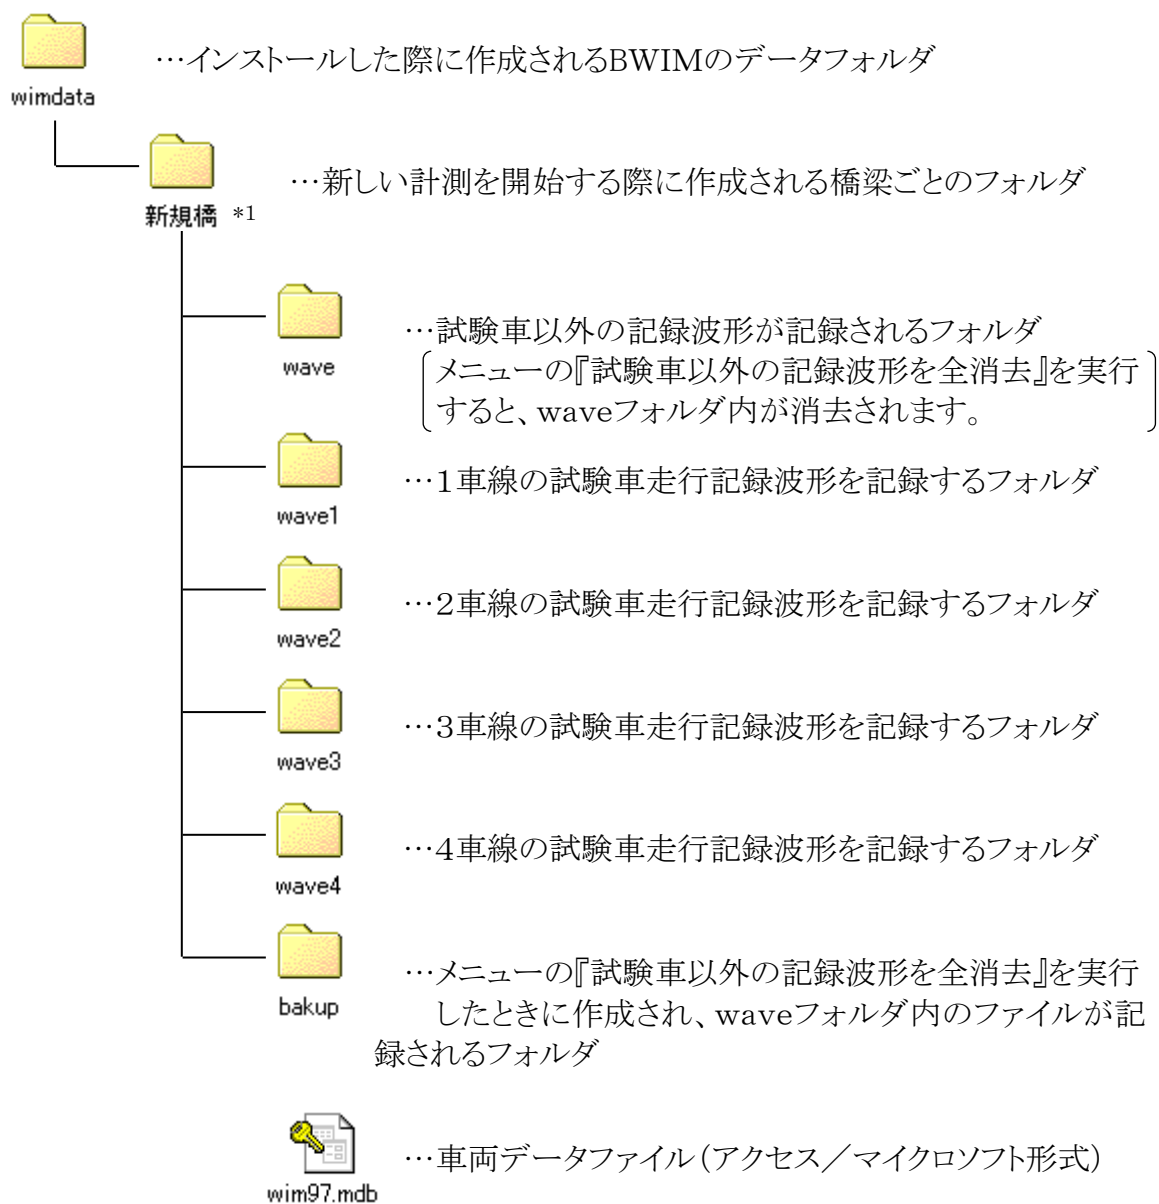 …インストールした際に作成されるBWIMのデータフォルダ
wimdata
…新しい計測を開始する際に作成される橋梁ごとのフォルダ
新規橋 *1
…試験車以外の記録波形が記録されるフォルダ
メニューの『試験車以外の記録波形を全消去』を実行
すると、waveフォルダ内が消去されます。
wave
…1車線の試験車走行記録波形を記録するフォルダ
wave1
…2車線の試験車走行記録波形を記録するフォルダ
wave2
…3車線の試験車走行記録波形を記録するフォルダ
wave3
…4車線の試験車走行記録波形を記録するフォルダ
wave4
…メニューの『試験車以外の記録波形を全消去』を実行
したときに作成され、waveフォルダ内のファイルが記
録されるフォルダ
bakup
…車両データファイル(アクセス/マイクロソフト形式)
wim97.mdb